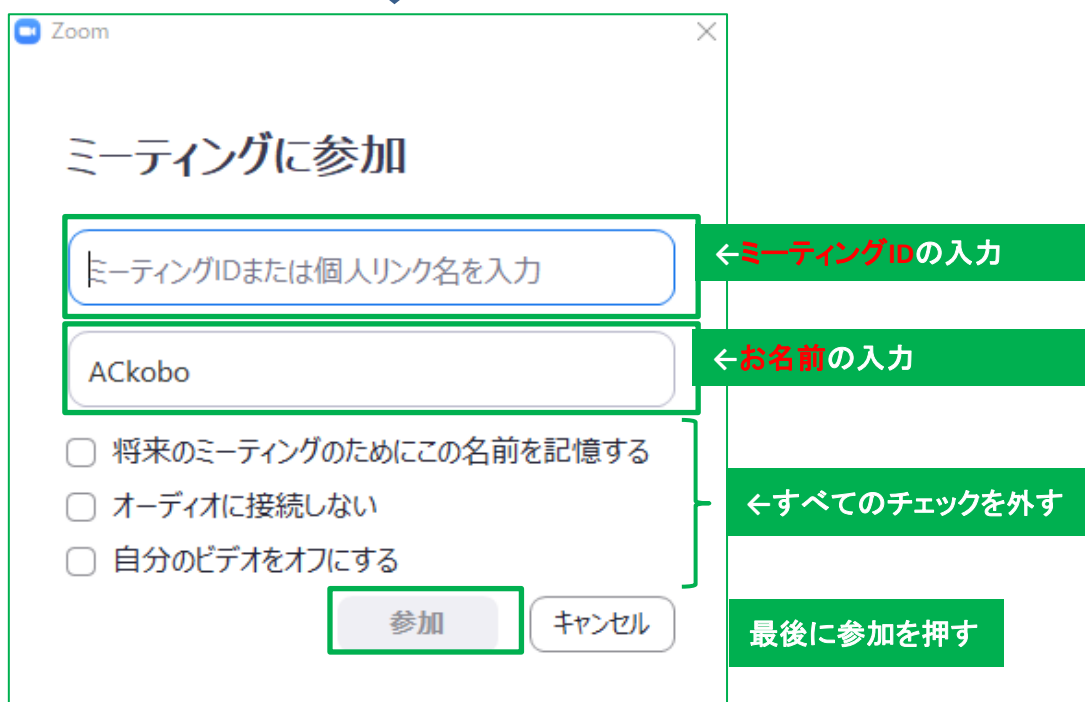 Zoom
ミーティングに参加
ミーティングIDまたは個人リンク名を入力
←ミーティングIDの入力
ACkobo
←お名前の入力
将来のミーティングのためにこの名前を記憶する
オーディオに接続しない
自分のビデオをオフにする
←すべてのチェックを外す
参加
キャンセル
最後に参加を押す